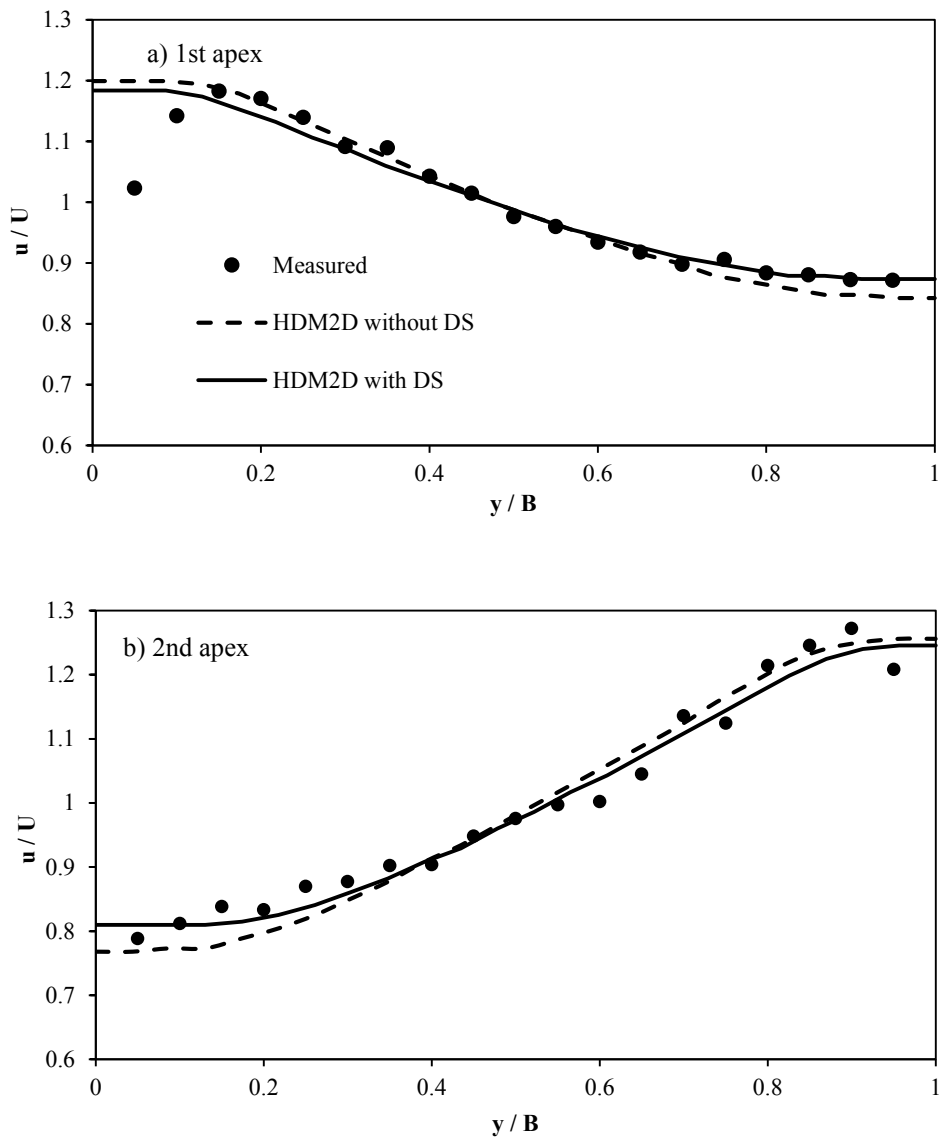 1.3
a) 1st apex
1.2
1.1
1
u / U
0.9
Measured
0.8
HDM2D without DS
0.7
HDM2D with DS
0.6
0 0.2 0.4 0.6 0.8 1
y / B
1.3
b) 2nd apex
1.2
1.1
1
u / U
0.9
0.8
0.7
0.6
0 0.2 0.4 0.6 0.8 1
y / B